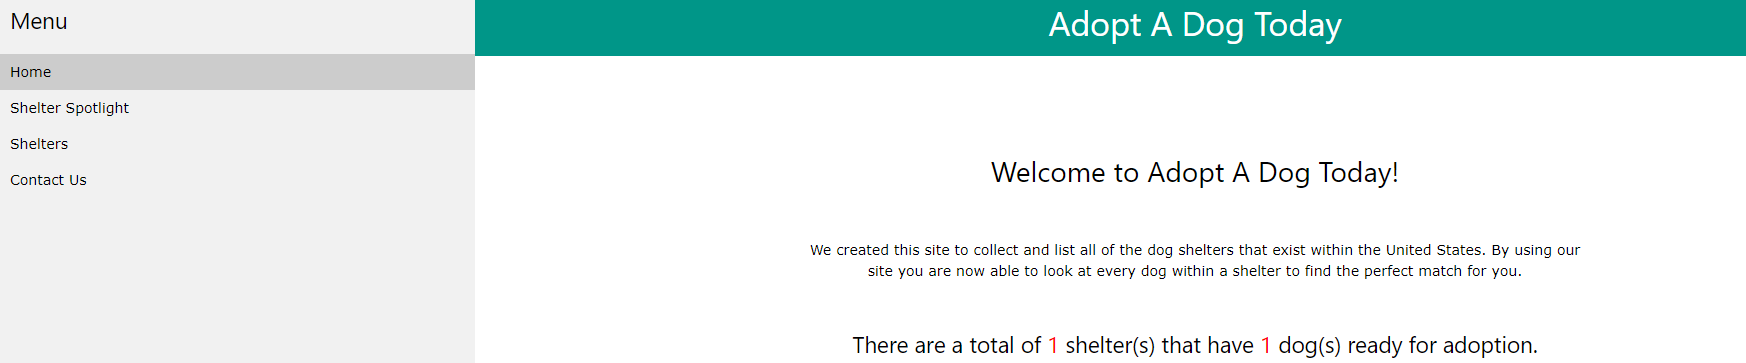 Menu
Home
Shelter Spotlight
Shelters
Contact Us
Adopt A Dog Today
Welcome to Adopt A Dog Today!
We created this site to collect and list all of the dog shelters that exist within the United States. By using our
site you are now able to look at every dog within a shelter to find the perfect match for you.
There are a total of 1 shelter(s) that have 1 dog(s) ready for adoption.